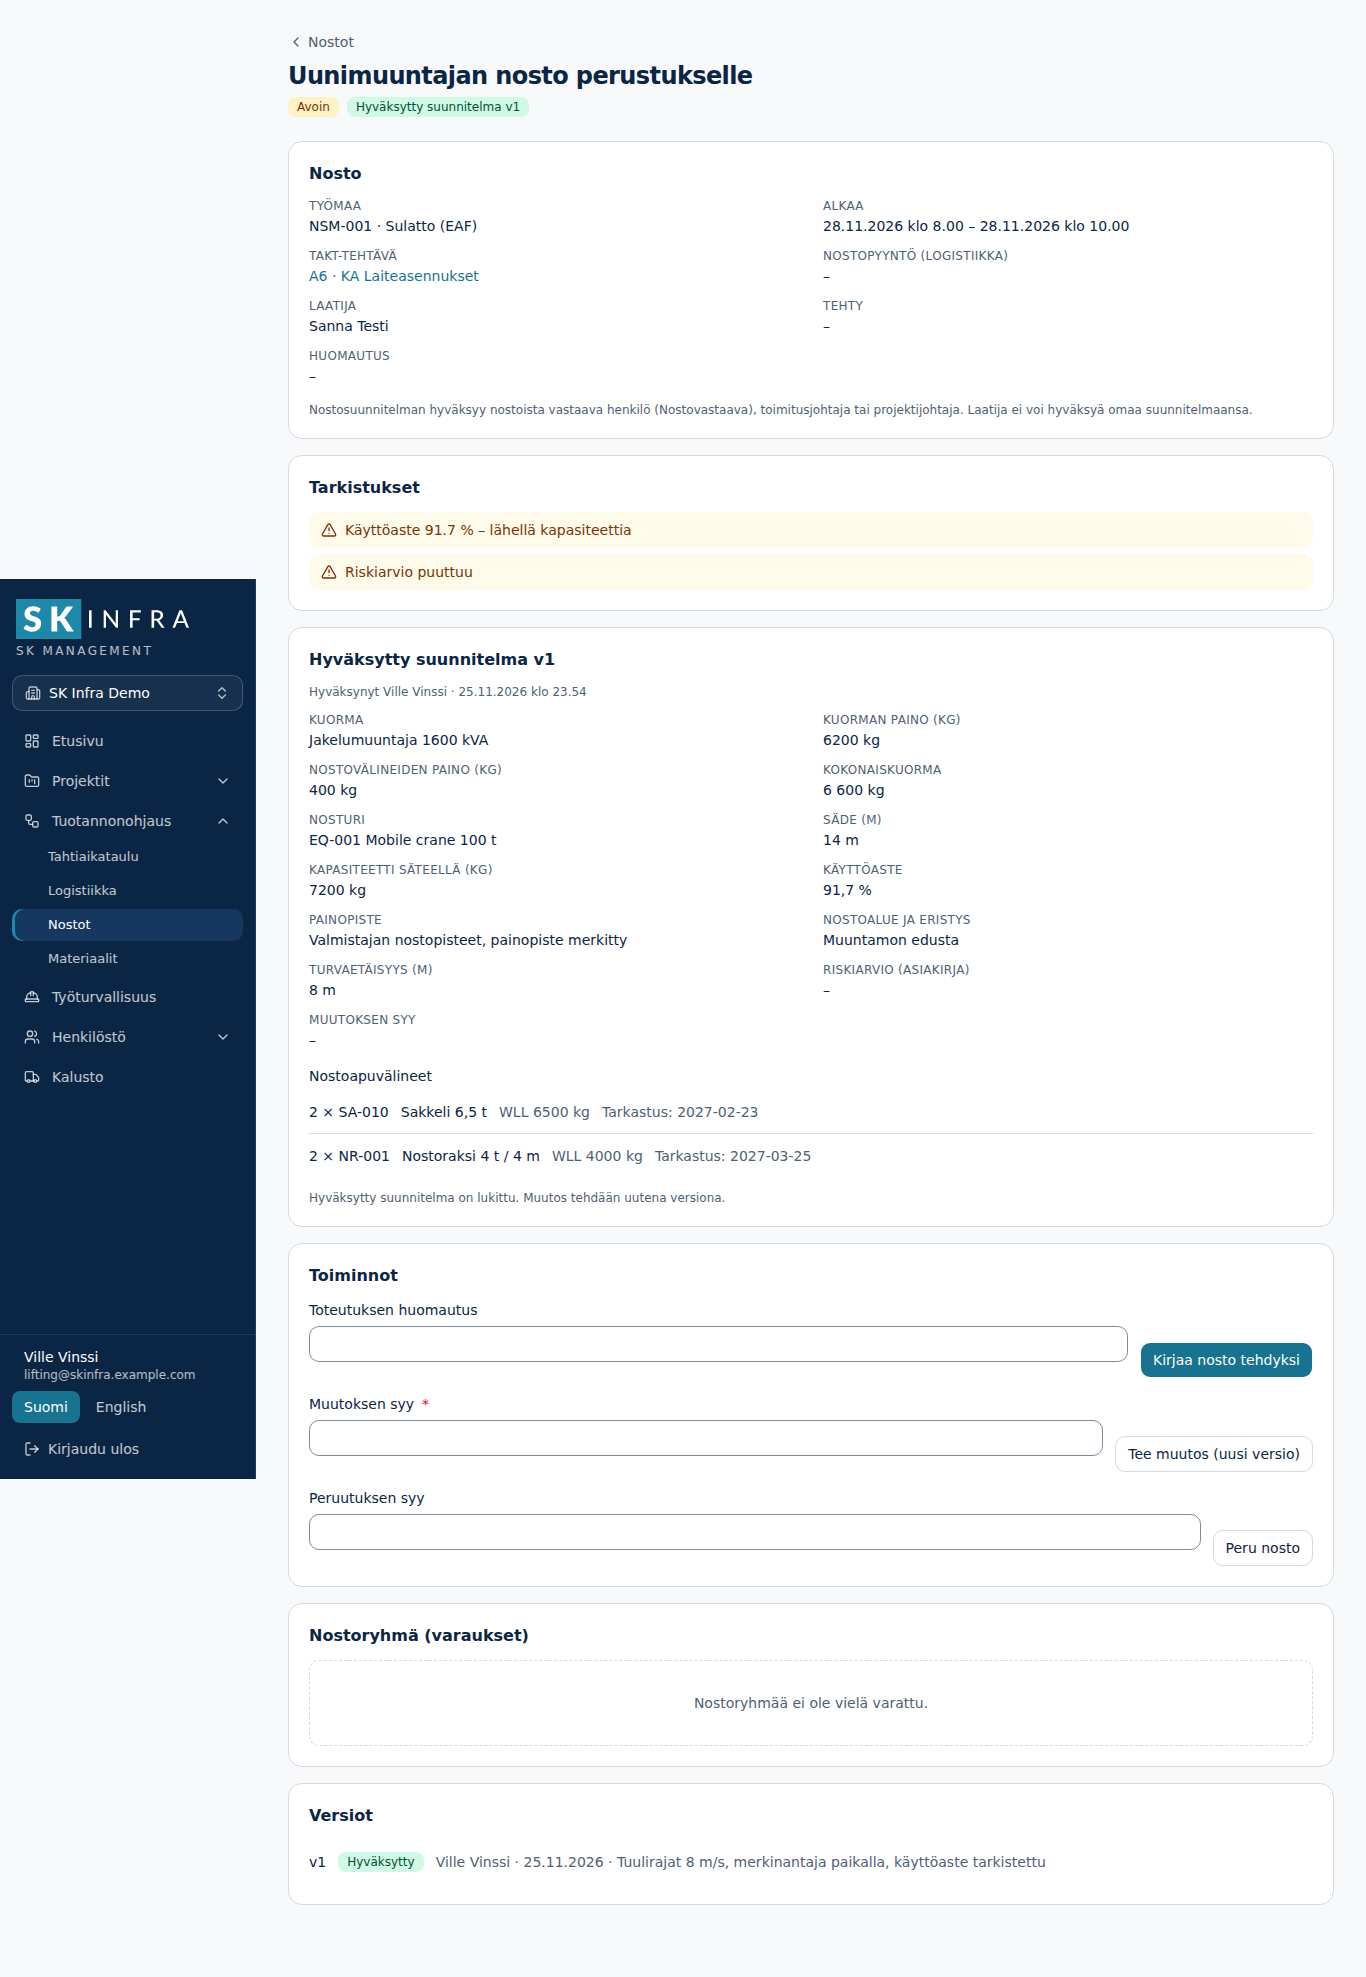 Nostot
Uunimuuntajan nosto perustukselle
Avoin
Hyväksytty suunnitelma v1
Nosto
TYÖMAA
NSM-001 · Sulatto (EAF)
ALKAA
28.11.2026 klo 8.00 – 28.11.2026 klo 10.00
TAKT-TEHTÄVÄ
A6 · KA Laiteasennukset
NOSTOPYYNTÖ (LOGISTIIKKA)
–
LAATIJA
Sanna Testi
TEHTY
–
HUOMAUTUS
–
Nostosuunnitelman hyväksyy nostoista vastaava henkilö (Nostovastaava), toimitusjohtaja tai projektijohtaja. Laatija ei voi hyväksyä omaa suunnitelmaansa.
Tarkistukset
Käyttöaste 91.7 % – lähellä kapasiteettia
Riskiarvio puuttuu
Hyväksytty suunnitelma v1
Hyväksynyt Ville Vinssi · 25.11.2026 klo 23.54
KUORMA
Jakelumuuntaja 1600 kVA
KUORMAN PAINO (KG)
6200 kg
NOSTOVÄLINEIDEN PAINO (KG)
400 kg
KOKONAISKUORMA
6 600 kg
NOSTURI
EQ-001 Mobile crane 100 t
SÄDE (M)
14 m
KAPASITEETTI SÄTEELLÄ (KG)
7200 kg
KÄYTTÖASTE
91,7 %
PAINOPISTE
Valmistajan nostopisteet, painopiste merkitty
NOSTOALUE JA ERISTYS
Muuntamon edusta
TURVAETÄISYYS (M)
8 m
RISKIARVIO (ASIAKIRJA)
–
MUUTOKSEN SYY
–
Nostoapuvälineet
2 × SA-010 Sakkeli 6,5 t WLL 6500 kg Tarkastus: 2027-02-23
2 × NR-001 Nostoraksi 4 t / 4 m WLL 4000 kg Tarkastus: 2027-03-25
Hyväksytty suunnitelma on lukittu. Muutos tehdään uutena versiona.
Toiminnot
Toteutuksen huomautus
Kirjaa nosto tehdyksi
Muutoksen syy *
Tee muutos (uusi versio)
Peruutuksen syy
Peru nosto
Nostoryhmä (varaukset)
Nostoryhmää ei ole vielä varattu.
Versiot
v1 Hyväksytty Ville Vinssi · 25.11.2026 · Tuulirajat 8 m/s, merkinantaja paikalla, käyttöaste tarkistettu
SK INFRA
SK MANAGEMENT
SK Infra Demo
Etusivu
Projektit
Tuotannonohjaus
Tahtiaikataulu
Logistiikka
Nostot
Materiaalit
Työturvallisuus
Henkilöstö
Kalusto
Ville Vinssi
lifting@skinfra.example.com
Suomi
English
Kirjaudu ulos